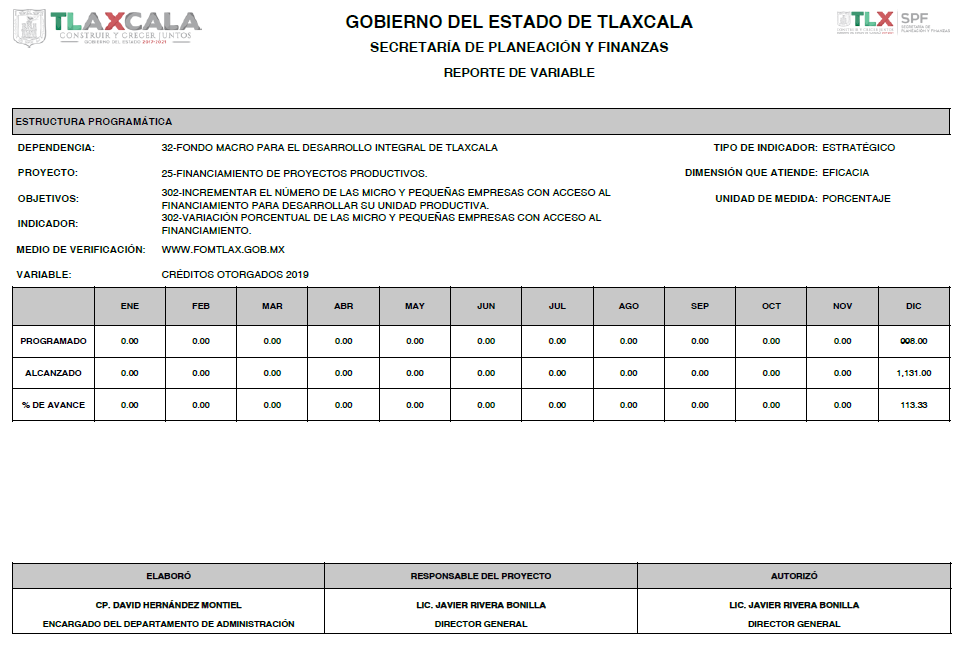 TLAXCALA
CONSTRUIR Y CRECER JUNTOS
GOBIERNO DEL ESTADO 2017-2021
GOBIERNO DEL ESTADO DE TLAXCALA
SECRETARÍA DE PLANEACIÓN Y FINANZAS
REPORTE DE VARIABLE
TLX SPF
SECRETARÍA DE
PLANEACIÓN Y FINANZAS
ESTRUCTURA PROGRAMÁTICA
DEPENDENCIA: 32-FONDO MACRO PARA EL DESARROLLO INTEGRAL DE TLAXCALA TIPO DE INDICADOR: ESTRATÉGICO
PROYECTO: 25-FINANCIAMIENTO DE PROYECTOS PRODUCTIVOS. DIMENSIÓN QUE ATIENDE: EFICACIA
OBJETIVOS: 302-INCREMENTAR EL NÚMERO DE LAS MICRO Y PEQUEÑAS EMPRESAS CON ACCESO AL
FINANCIAMIENTO PARA DESARROLLAR SU UNIDAD PRODUCTIVA. UNIDAD DE MEDIDA: PORCENTAJE
INDICADOR: 302-VARIACIÓN PORCENTUAL DE LAS MICRO Y PEQUEÑAS EMPRESAS CON ACCESO AL
FINANCIAMIENTO.
MEDIO DE VERIFICACIÓN: WWW.FOMTLAX.GOB.MX
VARIABLE: CRÉDITOS OTORGADOS 2019
ENE FEB MAR ABR MAY JUN JUL AGO SEP OCT NOV DIC
PROGRAMADO 0.00 0.00 0.00 0.00 0.00 0.00 0.00 0.00 0.00 0.00 0.00 998.00
ALCANZADO 0.00 0.00 0.00 0.00 0.00 0.00 0.00 0.00 0.00 0.00 0.00 1,131.00
% DE AVANCE 0.00 0.00 0.00 0.00 0.00 0.00 0.00 0.00 0.00 0.00 0.00 113.33
ELABORÓ RESPONSABLE DEL PROYECTO AUTORIZÓ
CP. DAVID HERNÁNDEZ MONTIEL LIC. JAVIER RIVERA BONILLA LIC. JAVIER RIVERA BONILLA
ENCARGADO DEL DEPARTAMENTO DE ADMINISTRACIÓN DIRECTOR GENERAL DIRECTOR GENERAL